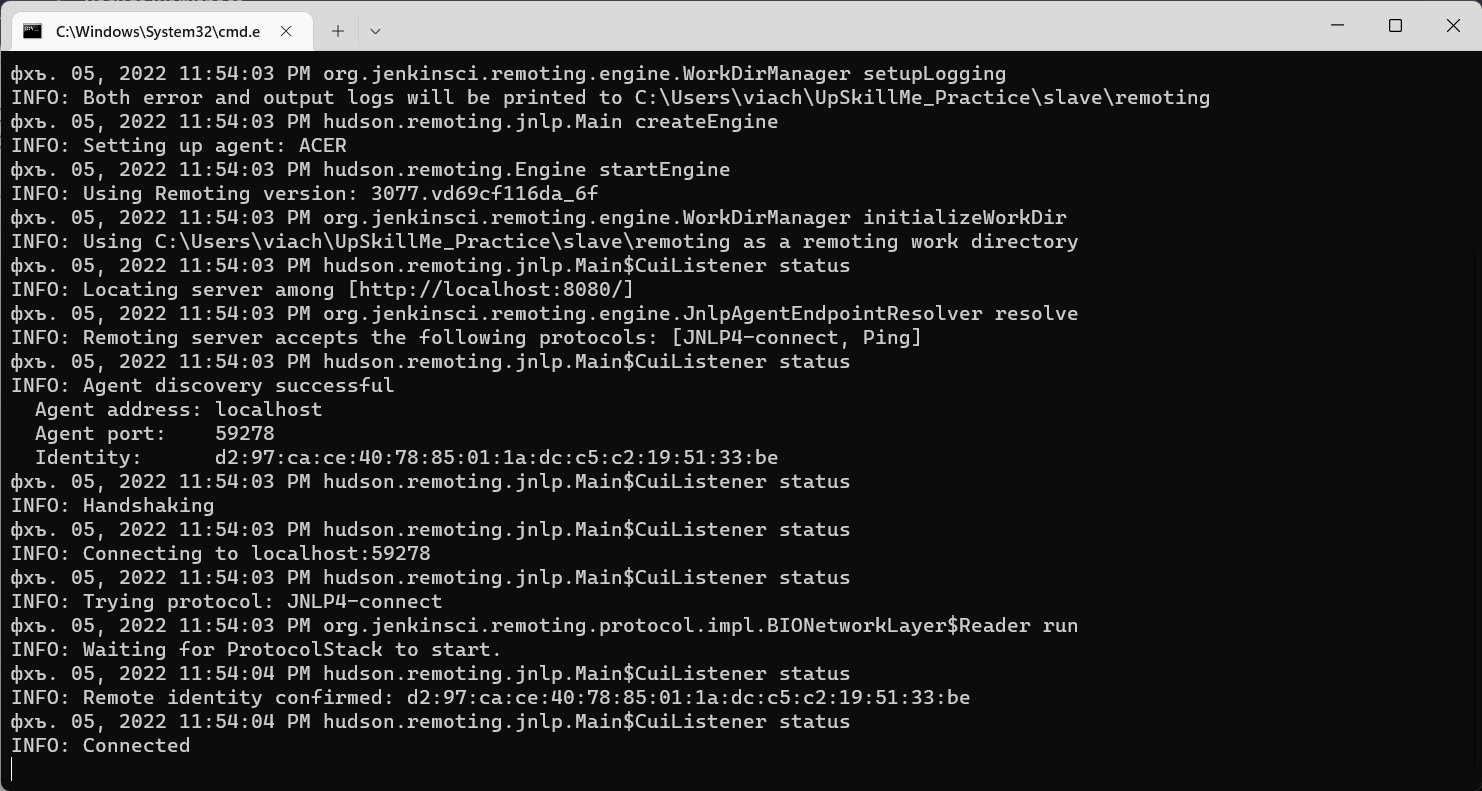 C:\Windows\System32\cmd.e
фхъ. 05, 2022 11:54:03 PM org.jenkinsci.remoting.engine.WorkDirManager setupLogging
INFO: Both error and output logs will be printed to C:\Users\viach\UpSkillMe_Practice\slave\remoting
фхъ. 05, 2022 11:54:03 PM hudson.remoting.jnlp.Main createEngine
INFO: Setting up agent: ACER
фхъ. 05, 2022 11:54:03 PM hudson.remoting.Engine startEngine
INFO: Using Remoting version: 3077.vd69cf116da_6f
фхъ. 05, 2022 11:54:03 PM org.jenkinsci.remoting.engine.WorkDirManager initializeWorkDir
INFO: Using C:\Users\viach\UpSkillMe_Practice\slave\remoting as a remoting work directory
фхъ. 05, 2022 11:54:03 PM hudson.remoting.jnlp.Main$CuiListener status
INFO: Locating server among [http://localhost:8080/]
фхъ. 05, 2022 11:54:03 PM org.jenkinsci.remoting.engine.JnlpAgentEndpointResolver resolve
INFO: Remoting server accepts the following protocols: [JNLP4-connect, Ping]
фхъ. 05, 2022 11:54:03 PM hudson.remoting.jnlp.Main$CuiListener status
INFO: Agent discovery successful
  Agent address: localhost
  Agent port:    59278
  Identity:      d2:97:ca:ce:40:78:85:01:1a:dc:c5:c2:19:51:33:be
фхъ. 05, 2022 11:54:03 PM hudson.remoting.jnlp.Main$CuiListener status
INFO: Handshaking
фхъ. 05, 2022 11:54:03 PM hudson.remoting.jnlp.Main$CuiListener status
INFO: Connecting to localhost:59278
фхъ. 05, 2022 11:54:03 PM hudson.remoting.jnlp.Main$CuiListener status
INFO: Trying protocol: JNLP4-connect
фхъ. 05, 2022 11:54:03 PM org.jenkinsci.remoting.protocol.impl.BIONetworkLayer$Reader run
INFO: Waiting for ProtocolStack to start.
фхъ. 05, 2022 11:54:04 PM hudson.remoting.jnlp.Main$CuiListener status
INFO: Remote identity confirmed: d2:97:ca:ce:40:78:85:01:1a:dc:c5:c2:19:51:33:be
фхъ. 05, 2022 11:54:04 PM hudson.remoting.jnlp.Main$CuiListener status
INFO: Connected